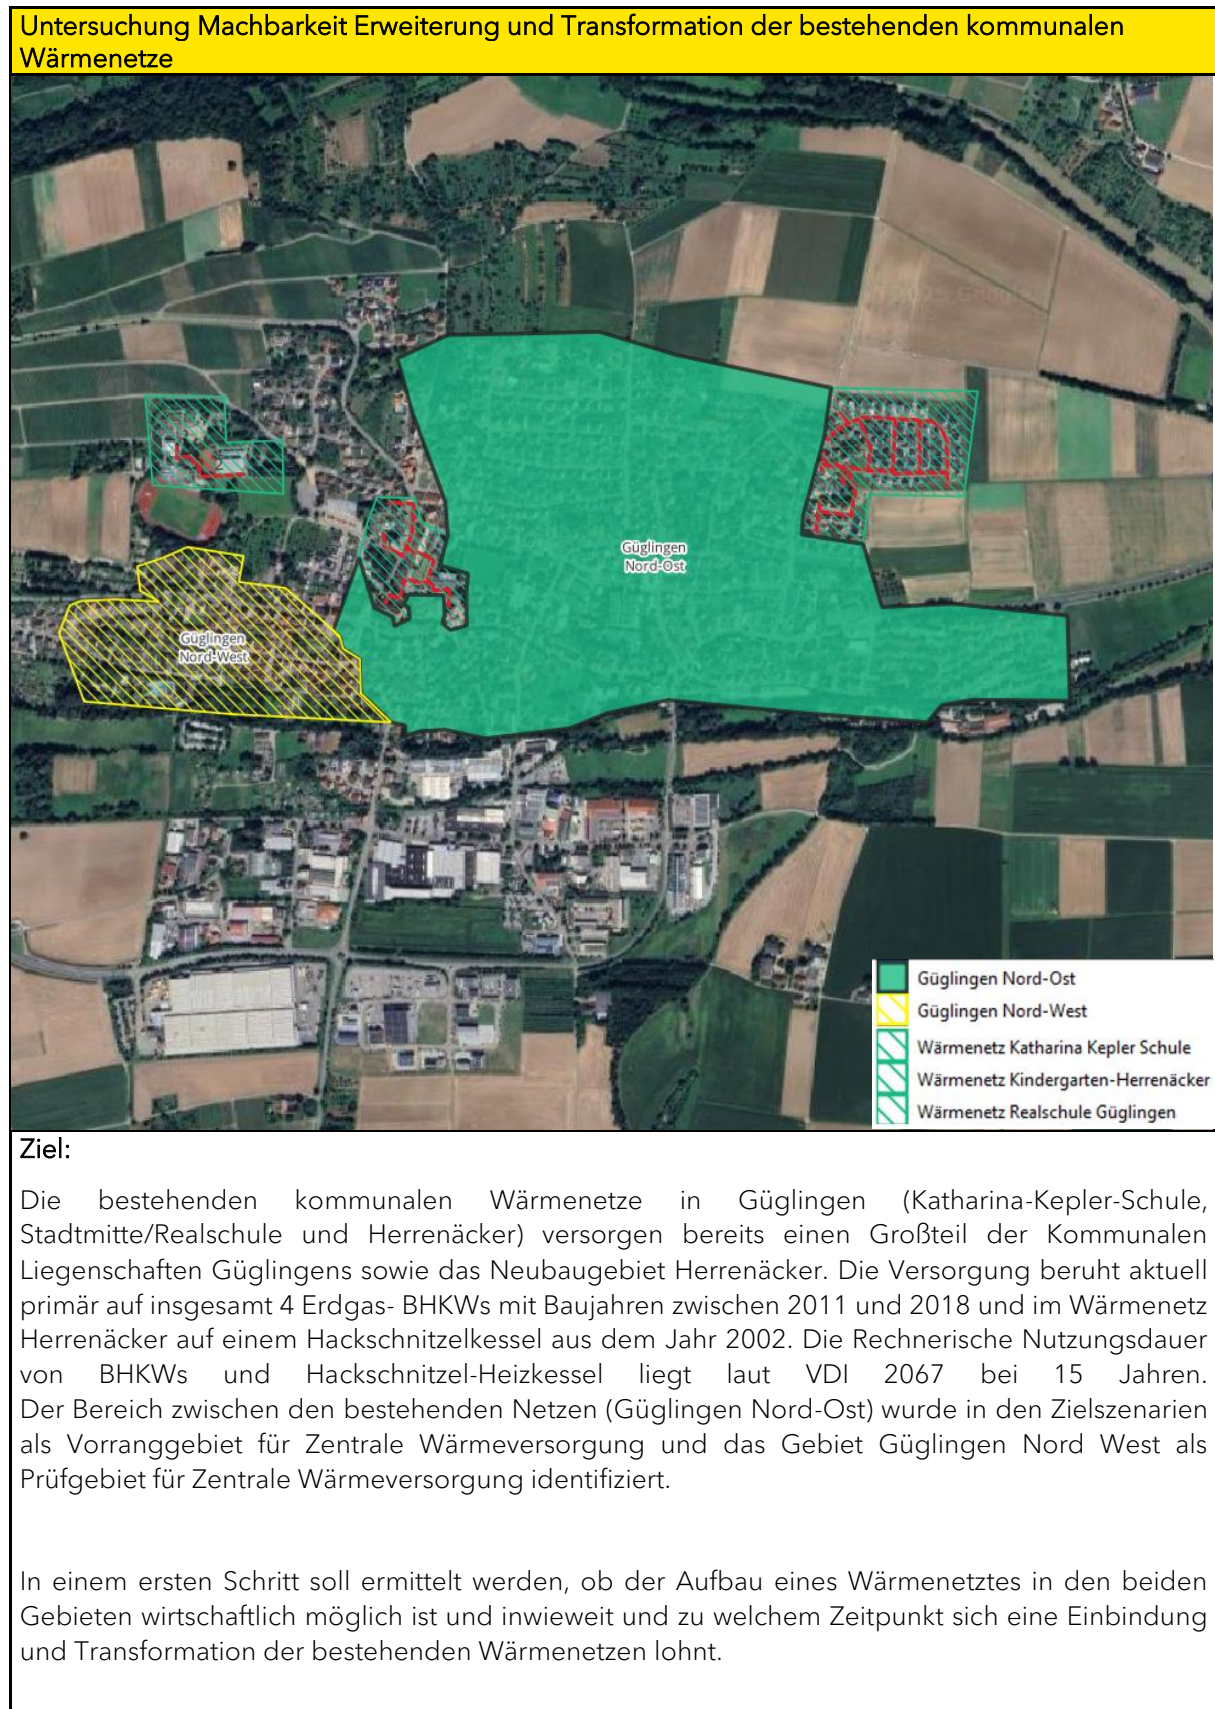 Untersuchung Machbarkeit Erweiterung und Transformation der bestehenden kommunalen
Wärmenetze
Güglingen
Nord-Ost
Güglingen
Nord-West
Güglingen Nord-Ost
Güglingen Nord-West
Wärmenetz Katharina Kepler Schule
Wärmenetz Kindergarten-Herrenäcker
Wärmenetz Realschule Güglingen
Ziel:
Die bestehenden kommunalen Wärmenetze in Güglingen (Katharina-Kepler-Schule,
Stadtmitte/Realschule und Herrenäcker) versorgen bereits einen Großteil der Kommunalen
Liegenschaften Güglingens sowie das Neubaugebiet Herrenäcker. Die Versorgung beruht aktuell
primär auf insgesamt 4 Erdgas- BHKWs mit Baujahren zwischen 2011 und 2018 und im Wärmenetz
Herrenäcker auf einem Hackschnitzelkessel aus dem Jahr 2002. Die Rechnerische Nutzungsdauer
von BHKWs und Hackschnitzel-Heizkessel liegt laut VDI 2067 bei 15 Jahren.
Der Bereich zwischen den bestehenden Netzen (Güglingen Nord-Ost) wurde in den Zielszenarien
als Vorranggebiet für Zentrale Wärmeversorgung und das Gebiet Güglingen Nord West als
Prüfgebiet für Zentrale Wärmeversorgung identifiziert.
In einem ersten Schritt soll ermittelt werden, ob der Aufbau eines Wärmenetztes in den beiden
Gebieten wirtschaftlich möglich ist und inwieweit und zu welchem Zeitpunkt sich eine Einbindung
und Transformation der bestehenden Wärmenetzen lohnt.